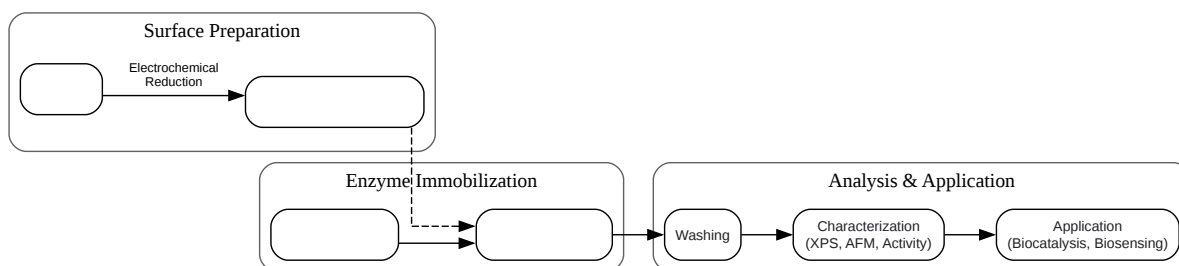 Surface Preparation
Electrochemical
Reduction
Enzyme Immobilization
Analysis & Application
Washing
Characterization
(XPS, AFM, Activity)
Application
(Biocatalysis, Biosensing)